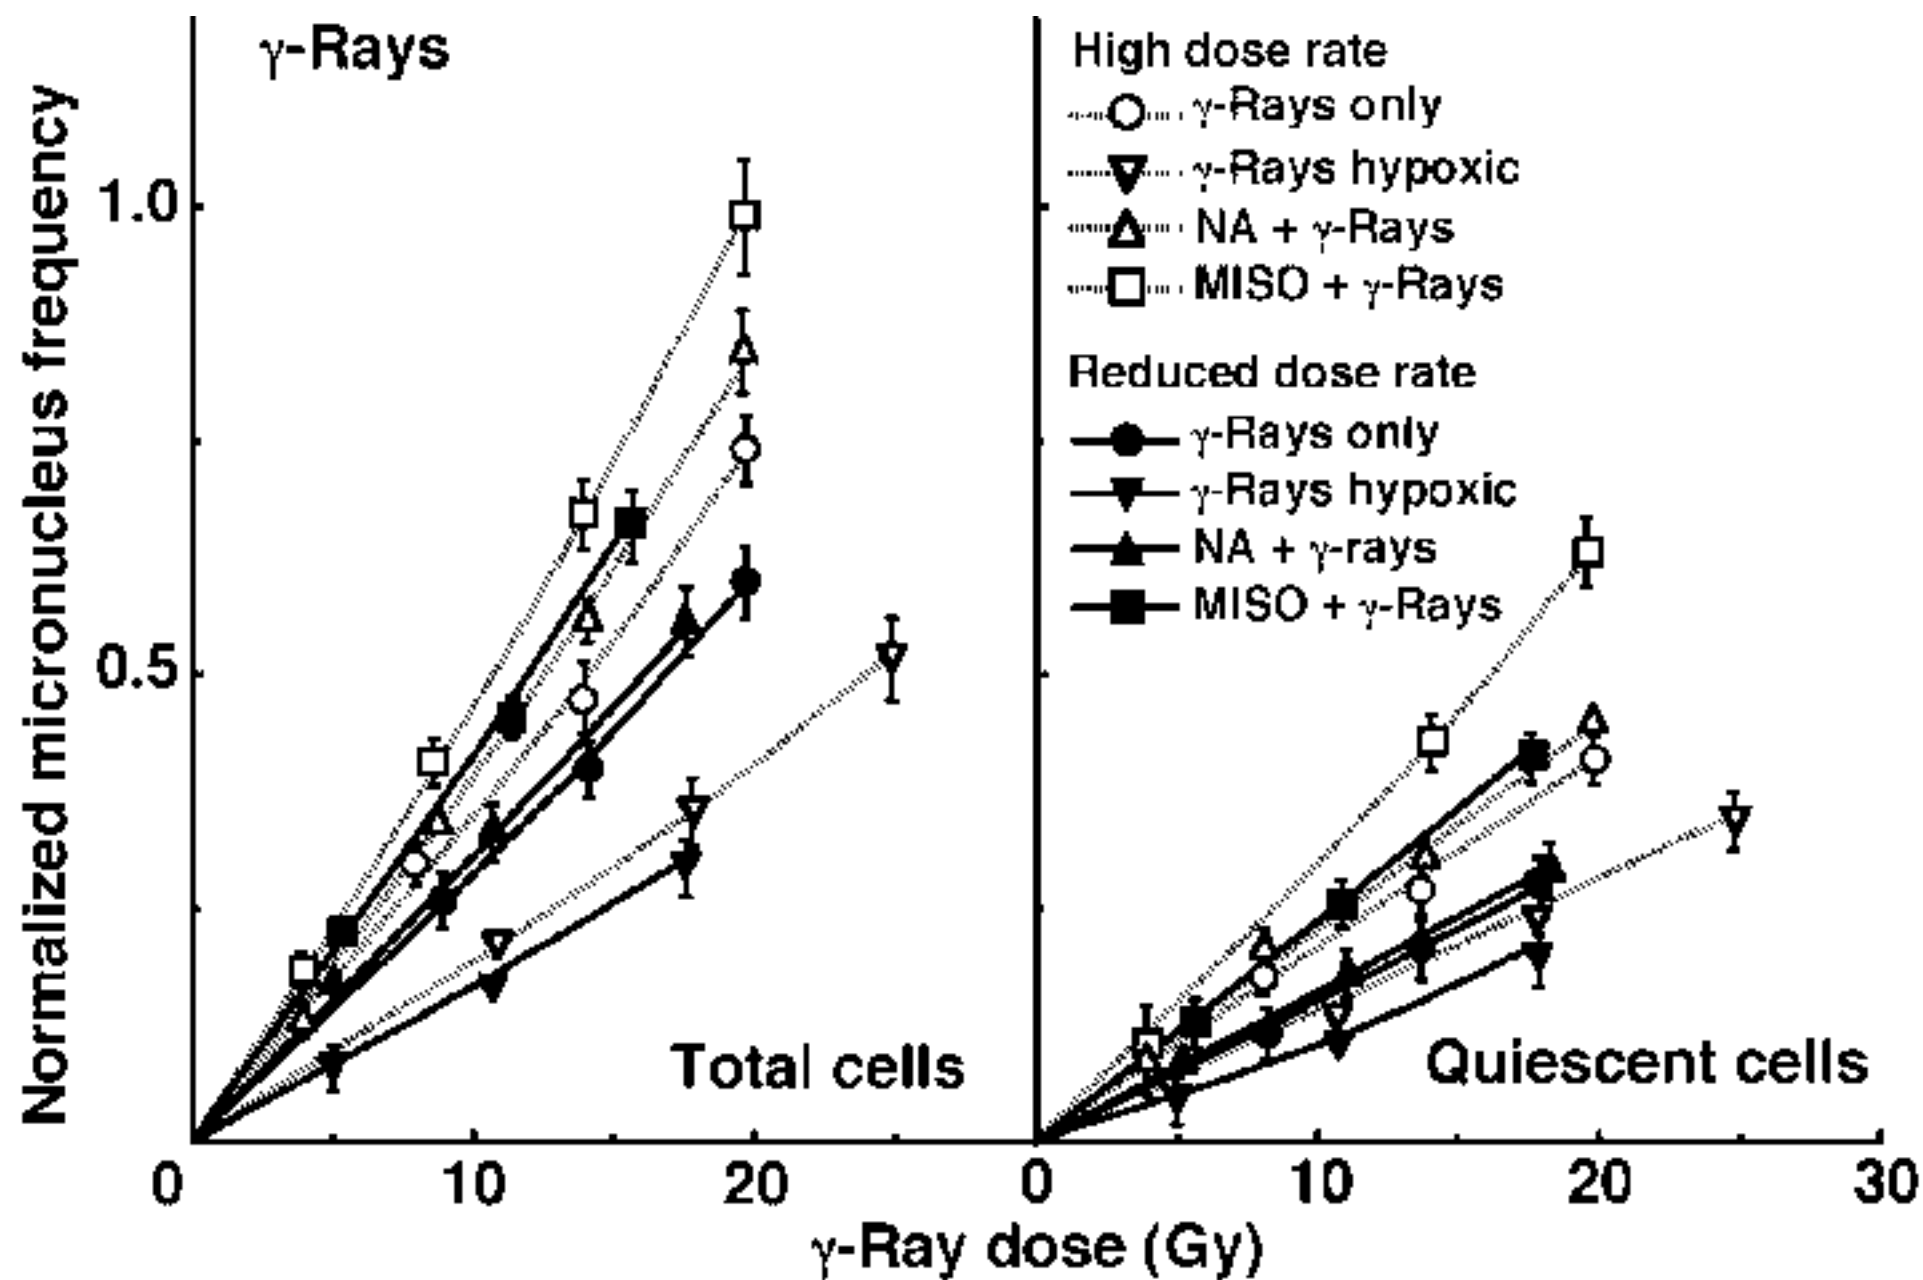 γ-Rays
Normalized micronucleus frequency
1.0
0.5
Total cells
0
10
20
High dose rate
γ-Rays only
γ-Rays hypoxic
NA + γ-Rays
MISO + γ-Rays
Reduced dose rate
γ-Rays only
γ-Rays hypoxic
NA + γ-rays
MISO + γ-Rays
Quiescent cells
0
10
20
30
γ-Ray dose (Gy)